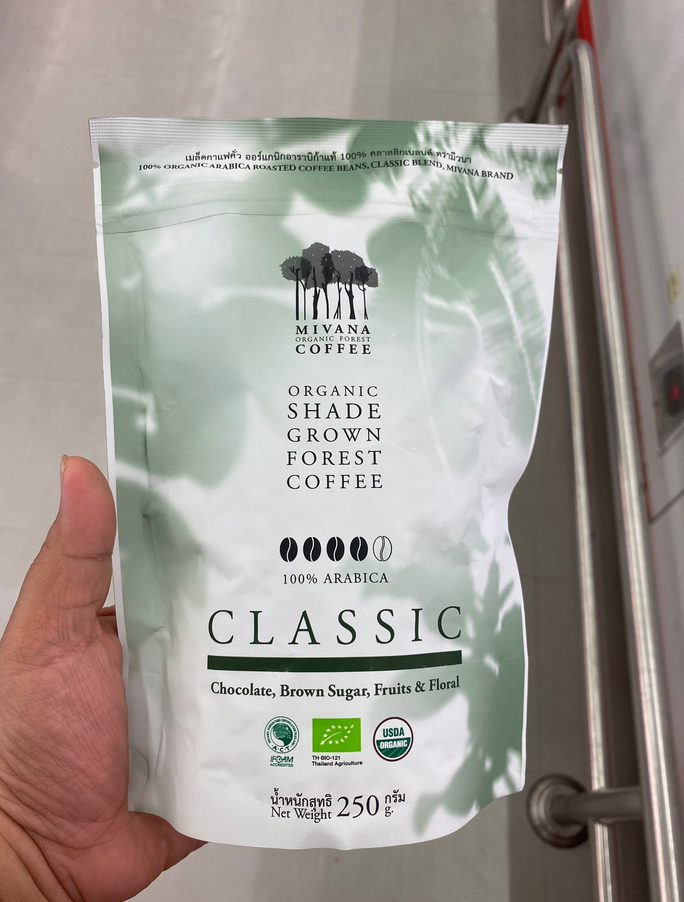 เมล็ดกาแฟคั่ว ออร์แกนิกอาราบิก้าแท้ 100% คลาสสิกเบลนด์ ตรามีวนา
100% ORGANIC ARABICA ROASTED COFFEE BEANS, CLASSIC BLEND, MIVANA BRAND
MIVANA
ORGANIC FOREST
COFFEE
ORGANIC
SHADE
GROWN
FOREST
COFFEE
100% ARABICA
CLASSIC
Chocolate, Brown Sugar, Fruits & Floral
A.C.T.
IFOAM
ACCREDITED
TH-BIO-121
Thailand Agriculture
USDA
ORGANIC
น้ำหนักสุทธิ 250 กรัม
Net Weight g.